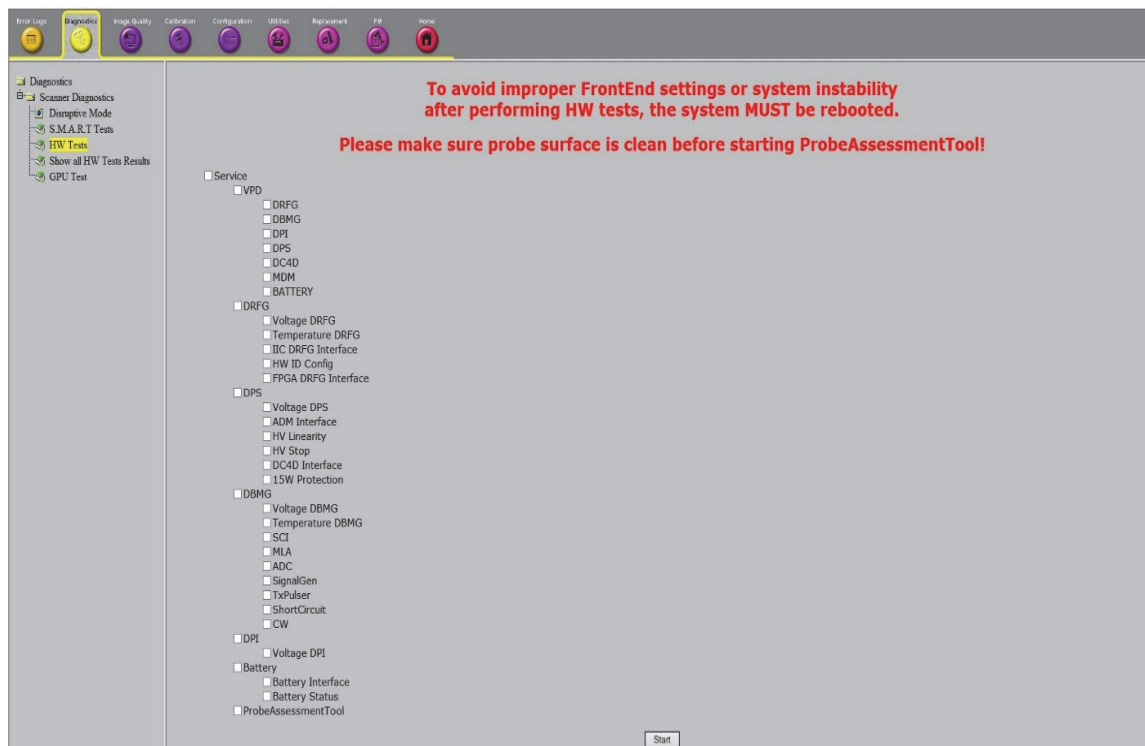 Error Logs
Diagnostics
Image Quality
Calibration
Configuration
Utilities
Replacement
PM
Home
Diagnostics
Scanner Diagnostics
Disruptive Mode
S.M.A.R.T Tests
HW Tests
Show all HW Tests Results
GPU Test
To avoid improper FrontEnd settings or system instability
after performing HW tests, the system MUST be rebooted.
Please make sure probe surface is clean before starting ProbeAssessmentTool!
Service
VPD
DRFG
DBMG
DPI
DPS
DC4D
MDM
BATTERY
DRFG
Voltage DRFG
Temperature DRFG
IIC DRFG Interface
HW ID Config
FPGA DRFG Interface
DPS
Voltage DPS
ADM Interface
HV Linearity
HV Stop
DC4D Interface
15W Protection
DBMG
Voltage DBMG
Temperature DBMG
SCI
MLA
ADC
SignalGen
TxPulser
ShortCircuit
CW
DPI
Voltage DPI
Battery
Battery Interface
Battery Status
ProbeAssessmentTool
Start